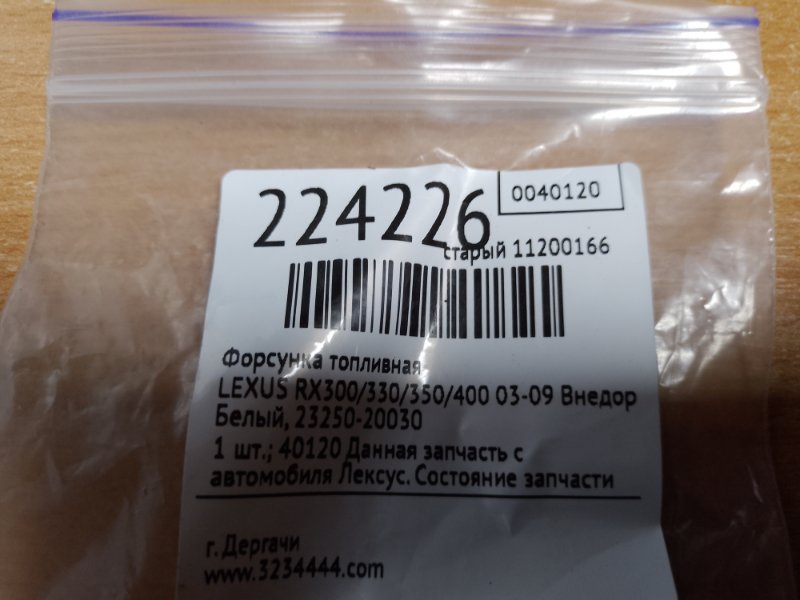 224226
0040120
старый 11200166
Форсунка топливная
LEXUS RX300/330/350/400 03-09 Внедор
Белый, 23250-20030
1 шт.; 40120 Данная запчасть с
автомобиля Лексус. Состояние запчасти
г. Дергачи
www.3234444.com